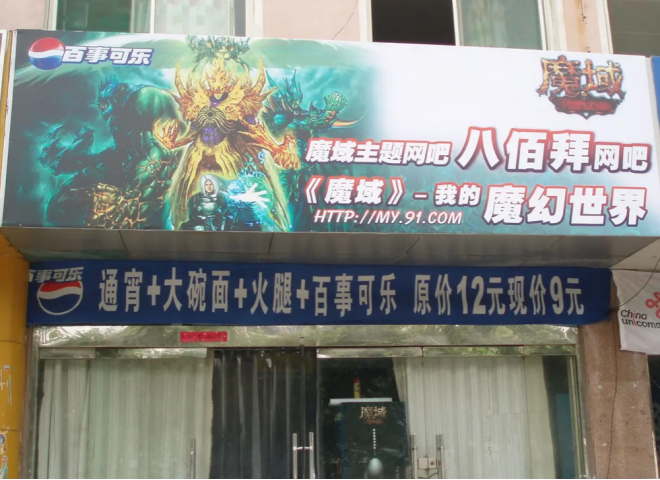 百事可乐
魔域
魔域主题网吧 八佰拜网吧
《魔域》-我的魔幻世界
HTTP://MY.91.COM
百事可乐
通宵+大碗面+火腿+百事可乐 原价12元现价9元
China
unicom
魔域